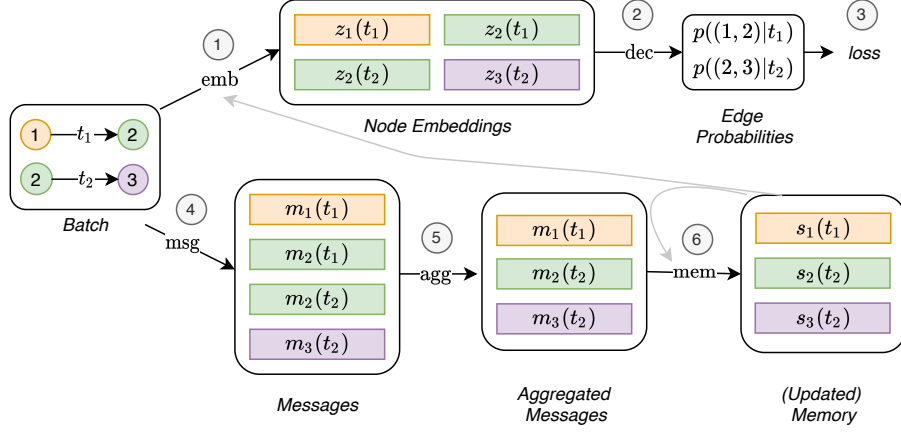 1
emb
z₁(t₁)
z₂(t₁)
z₂(t₂)
z₃(t₂)
Node Embeddings
2
dec
p((1, 2)|t₁)
p((2, 3)|t₂)
Edge
Probabilities
3
loss
1 t₁ 2
2 t₂ 3
Batch
4
msg
m₁(t₁)
m₂(t₁)
m₂(t₂)
m₃(t₂)
Messages
5
agg
m₁(t₁)
m₂(t₂)
m₃(t₂)
Aggregated
Messages
6
mem
s₁(t₁)
s₂(t₂)
s₃(t₂)
(Updated)
Memory